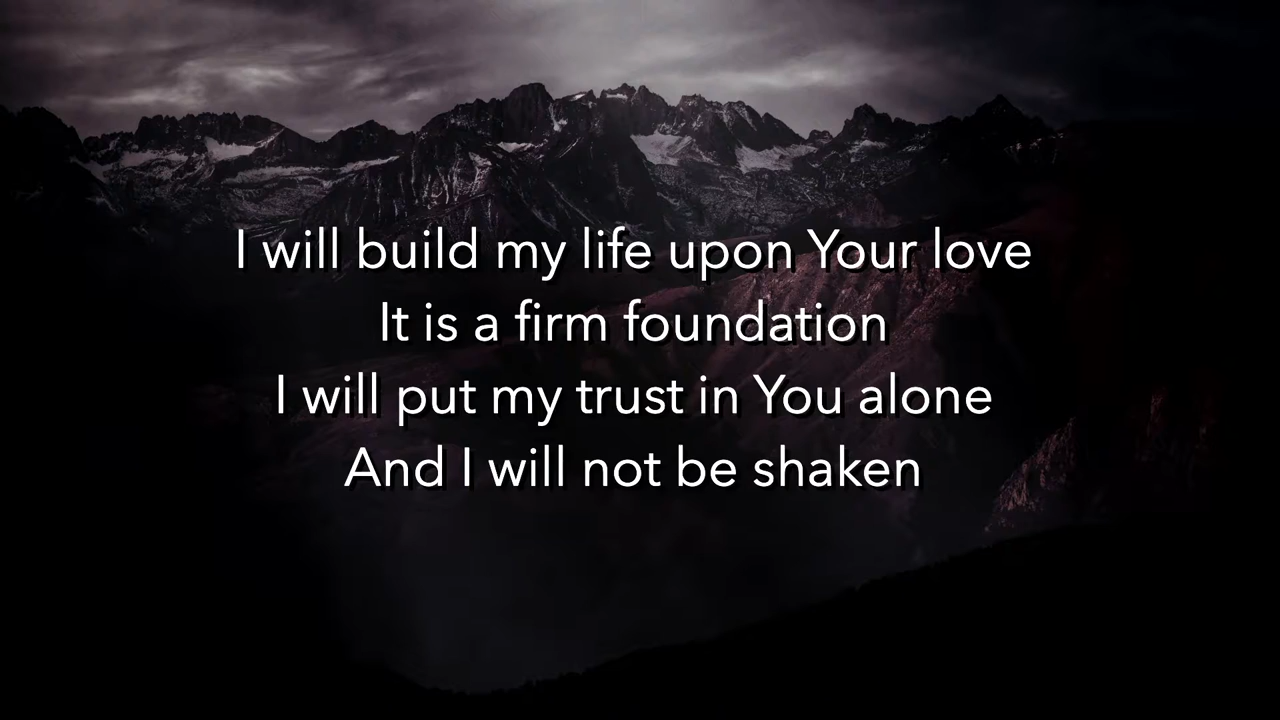 I will build my life upon Your love
It is a firm foundation
I will put my trust in You alone
And I will not be shaken